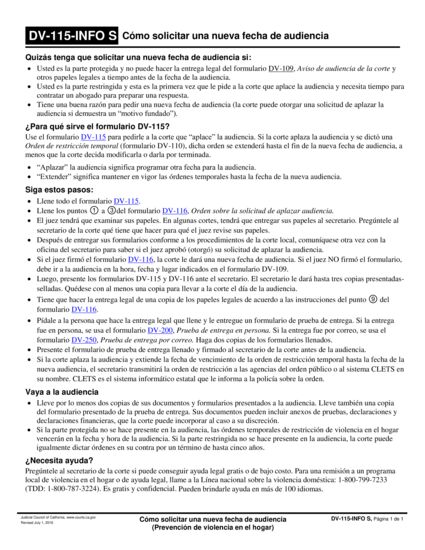 DV-115-INFO S Cómo solicitar una nueva fecha de audiencia
Quizás tenga que solicitar una nueva fecha de audiencia si:
• Usted es la parte protegida y no puede hacer la entrega legal del formulario DV-109, Aviso de audiencia de la corte y
otros papeles legales a tiempo antes de la fecha de la audiencia.
• Usted es la parte restringida y esta es la primera vez que le pide a la corte que aplace la audiencia y necesita tiempo para
contratar un abogado para preparar una respuesta.
• Tiene una buena razón para pedir una nueva fecha de audiencia (la corte puede otorgar una solicitud de aplazar la
audiencia si demuestra un “motivo fundado”).
¿Para qué sirve el formulario DV-115?
Use el formulario DV-115 para pedirle a la corte que “aplace” la audiencia. Si la corte aplaza la audiencia y se dictó una
Orden de restricción temporal (formulario DV-110), dicha orden se extenderá hasta el fin de la nueva fecha de audiencia, a
menos que la corte decida modificarla o darla por terminada.
• “Aplazar” la audiencia significa programar otra fecha para la audiencia.
• “Extender” significa mantener en vigor las órdenes temporales hasta la fecha de la nueva audiencia.
Siga estos pasos:
• Llene todo el formulario DV-115.
• Llene los puntos ① a ③del formulario DV-116, Orden sobre la solicitud de aplazar audiencia.
• El juez tendrá que examinar sus papeles. En algunas cortes, tendrá que entregar sus papeles al secretario. Pregúntele al
secretario de la corte qué tiene que hacer para qué el juez revise sus papeles.
• Después de entregar sus formularios conforme a los procedimientos de la corte local, comuníquese otra vez con la
oficina del secretario para saber si el juez aprobó (otorgó) su solicitud de aplazar la audiencia.
• Si el juez firmó el formulario DV-116, la corte le dará una nueva fecha de audiencia. Si el juez NO firmó el formulario,
debe ir a la audiencia en la hora, fecha y lugar indicados en el formulario DV-109.
• Luego, presente los formularios DV-115 y DV-116 ante el secretario. El secretario le dará hasta tres copias presentadas-
selladas. Quédese con al menos una copia para llevar a la corte el día de la audiencia.
• Tiene que hacer la entrega legal de una copia de los papeles legales de acuerdo a las instrucciones del punto ⑨ del
formulario DV-116.
• Pídale a la persona que hace la entrega legal que llene y le entregue un formulario de prueba de entrega. Si la entrega
fue en persona, se usa el formulario DV-200, Prueba de entrega en persona. Si la entrega fue por correo, se usa el
formulario DV-250, Prueba de entrega por correo. Haga dos copias de los formularios llenados.
• Presente el formulario de prueba de entrega llenado y firmado al secretario de la corte antes de la audiencia.
• Si la corte aplaza la audiencia y extiende la fecha de vencimiento de la orden de restricción temporal hasta la fecha de la
nueva audiencia, el secretario transmitirá la orden de restricción a las agencias del orden público o al sistema CLETS en
su nombre. CLETS es el sistema informático estatal que le informa a la policía sobre la orden.
Vaya a la audiencia
• Lleve por lo menos dos copias de sus documentos y formularios presentados a la audiencia. Lleve también una copia
del formulario presentado de la prueba de entrega. Sus documentos pueden incluir anexos de pruebas, declaraciones y
declaraciones financieras, que la corte puede incorporar al caso a su discreción.
• Si la parte protegida no se hace presente en la audiencia, las órdenes temporales de restricción de violencia en el hogar
vencerán en la fecha y hora de la audiencia. Si la parte restringida no se hace presente en la audiencia, la corte puede
igualmente dictar órdenes en su contra por un término de hasta cinco años.
¿Necesita ayuda?
Pregúntele al secretario de la corte si puede conseguir ayuda legal gratis o de bajo costo. Para una remisión a un programa
local de violencia en el hogar o de ayuda legal, llame a la Línea nacional sobre la violencia doméstica: 1-800-799-7233
(TDD: 1-800-787-3224). Es gratis y confidencial. Pueden brindarle ayuda en más de 100 idiomas.
Judicial Council of California, www.courts.ca.gov
Revised July 1, 2016
Cómo solicitar una nueva fecha de audiencia
(Prevención de violencia en el hogar)
DV-115-INFO S, Página 1 de 1